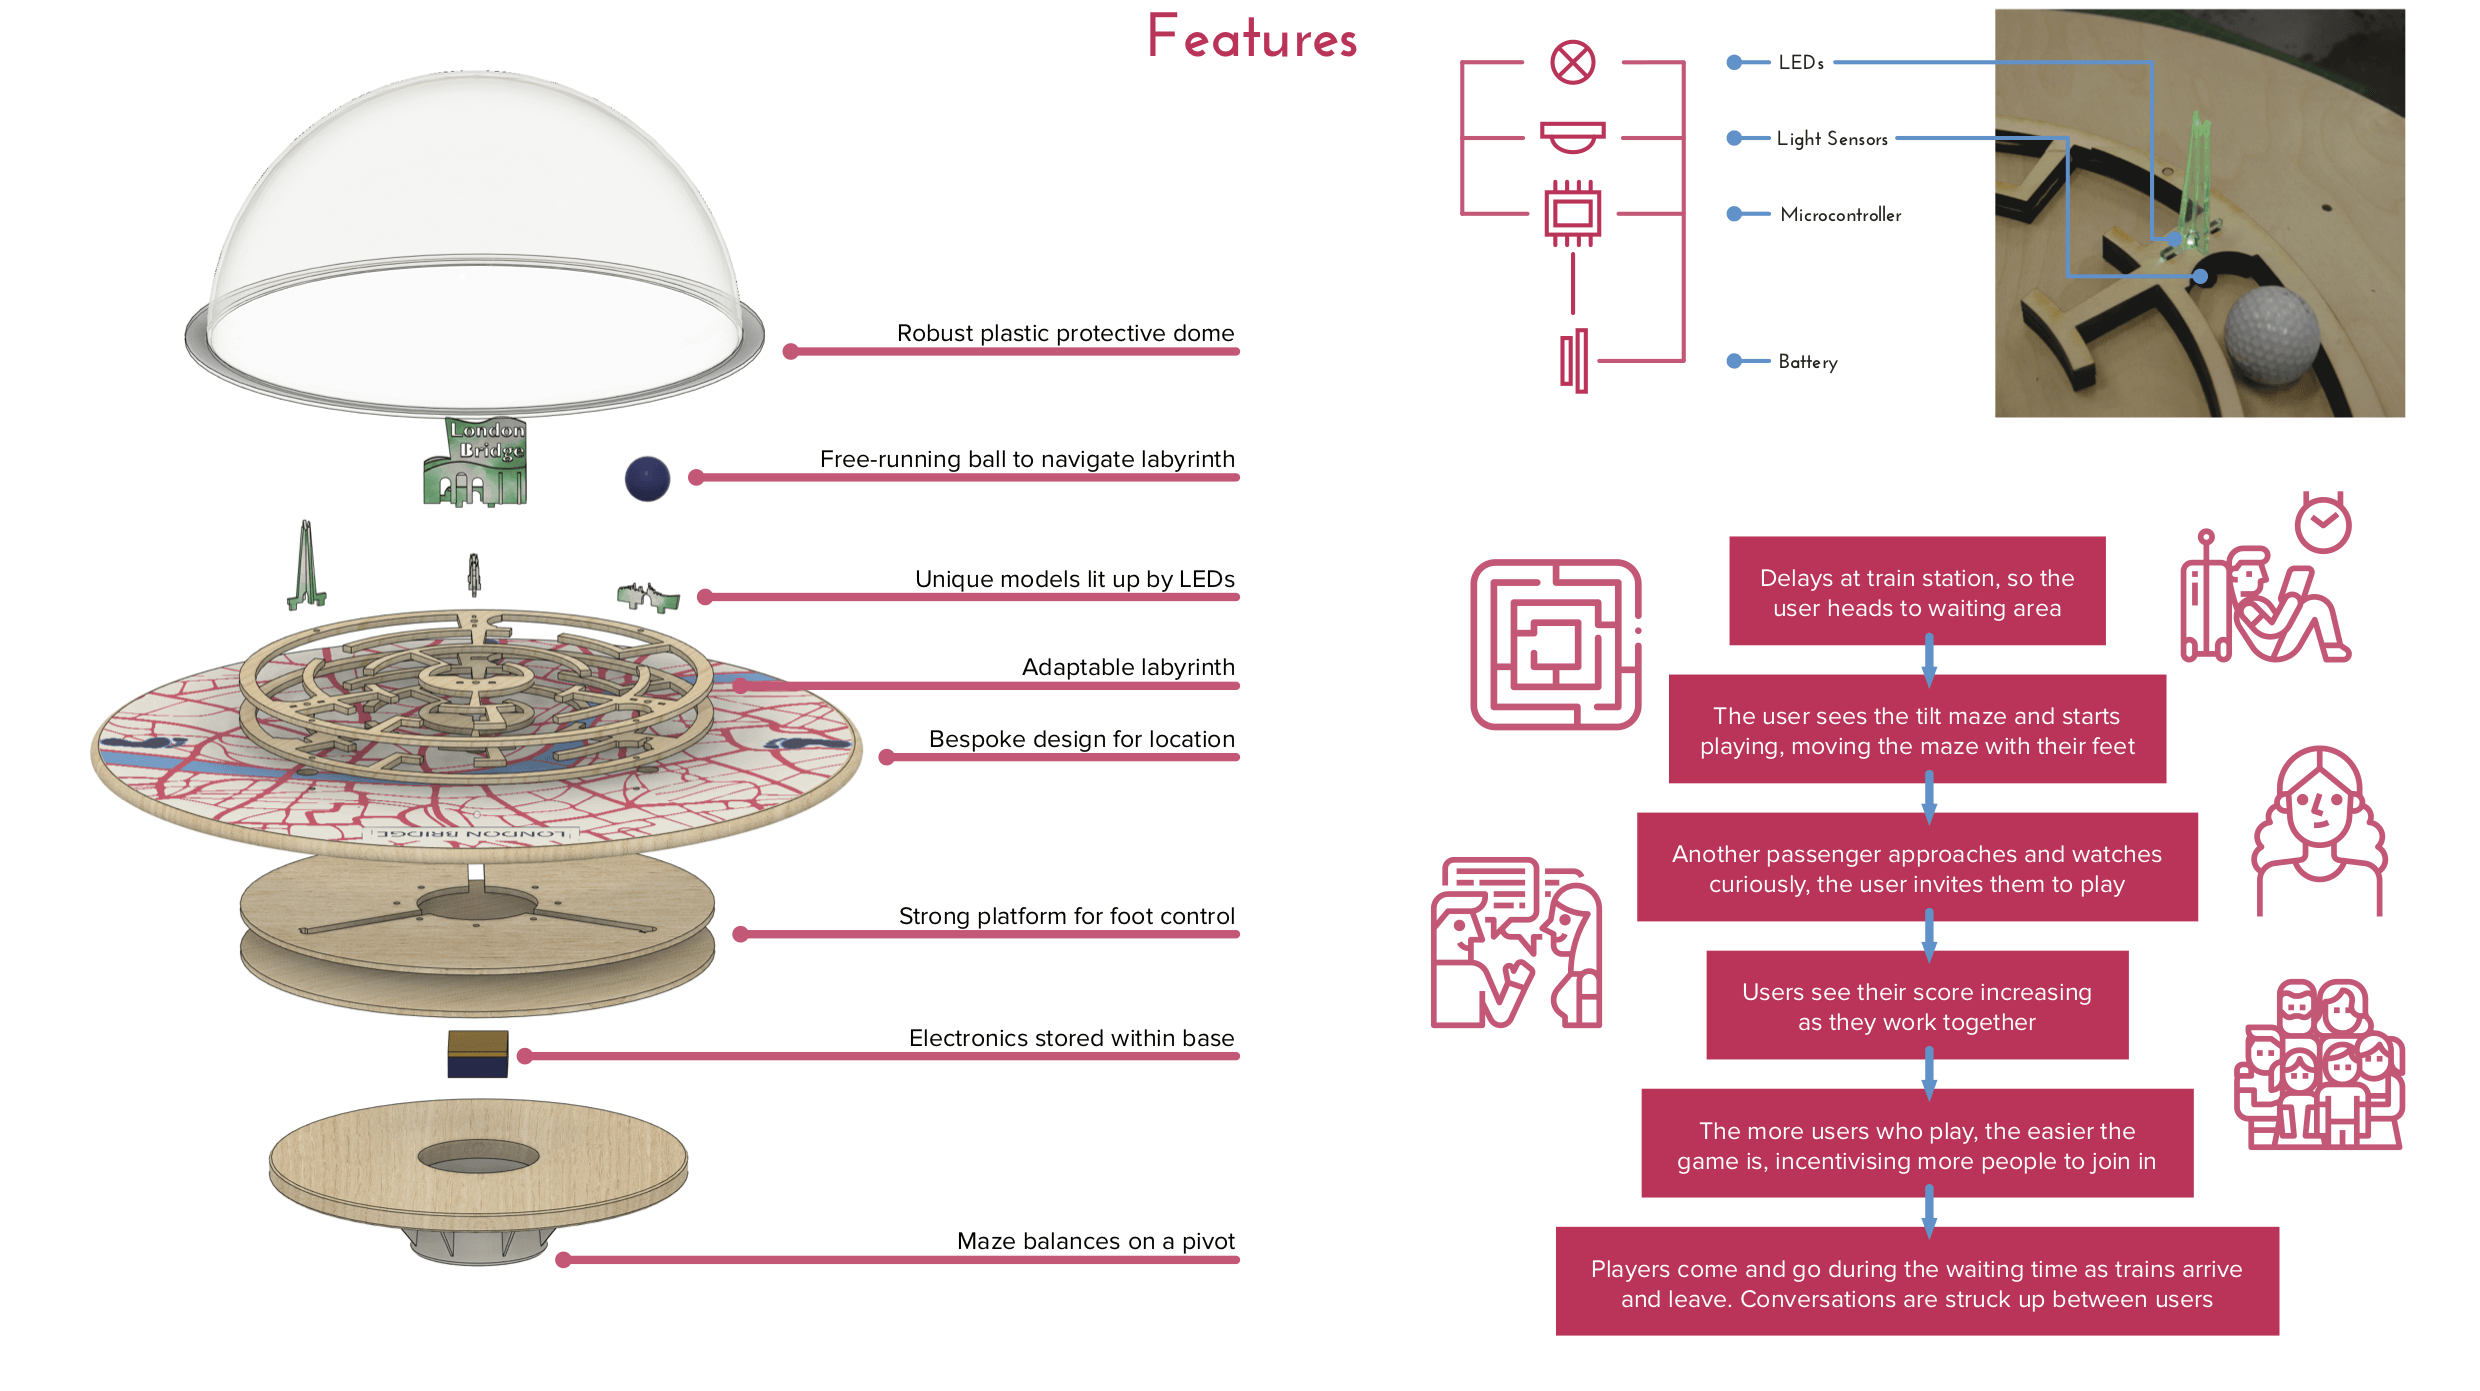 Features
Robust plastic protective dome
London
Bridge
Free-running ball to navigate labyrinth
Unique models lit up by LEDs
Adaptable labyrinth
Bespoke design for location
LONDON BRIDGE
Strong platform for foot control
Electronics stored within base
Maze balances on a pivot
LEDs
Light Sensors
Microcontroller
Battery
Delays at train station, so the
user heads to waiting area
The user sees the tilt maze and starts
playing, moving the maze with their feet
Another passenger approaches and watches
curiously, the user invites them to play
Users see their score increasing
as they work together
The more users who play, the easier the
game is, incentivising more people to join in
Players come and go during the waiting time as trains arrive
and leave. Conversations are struck up between users